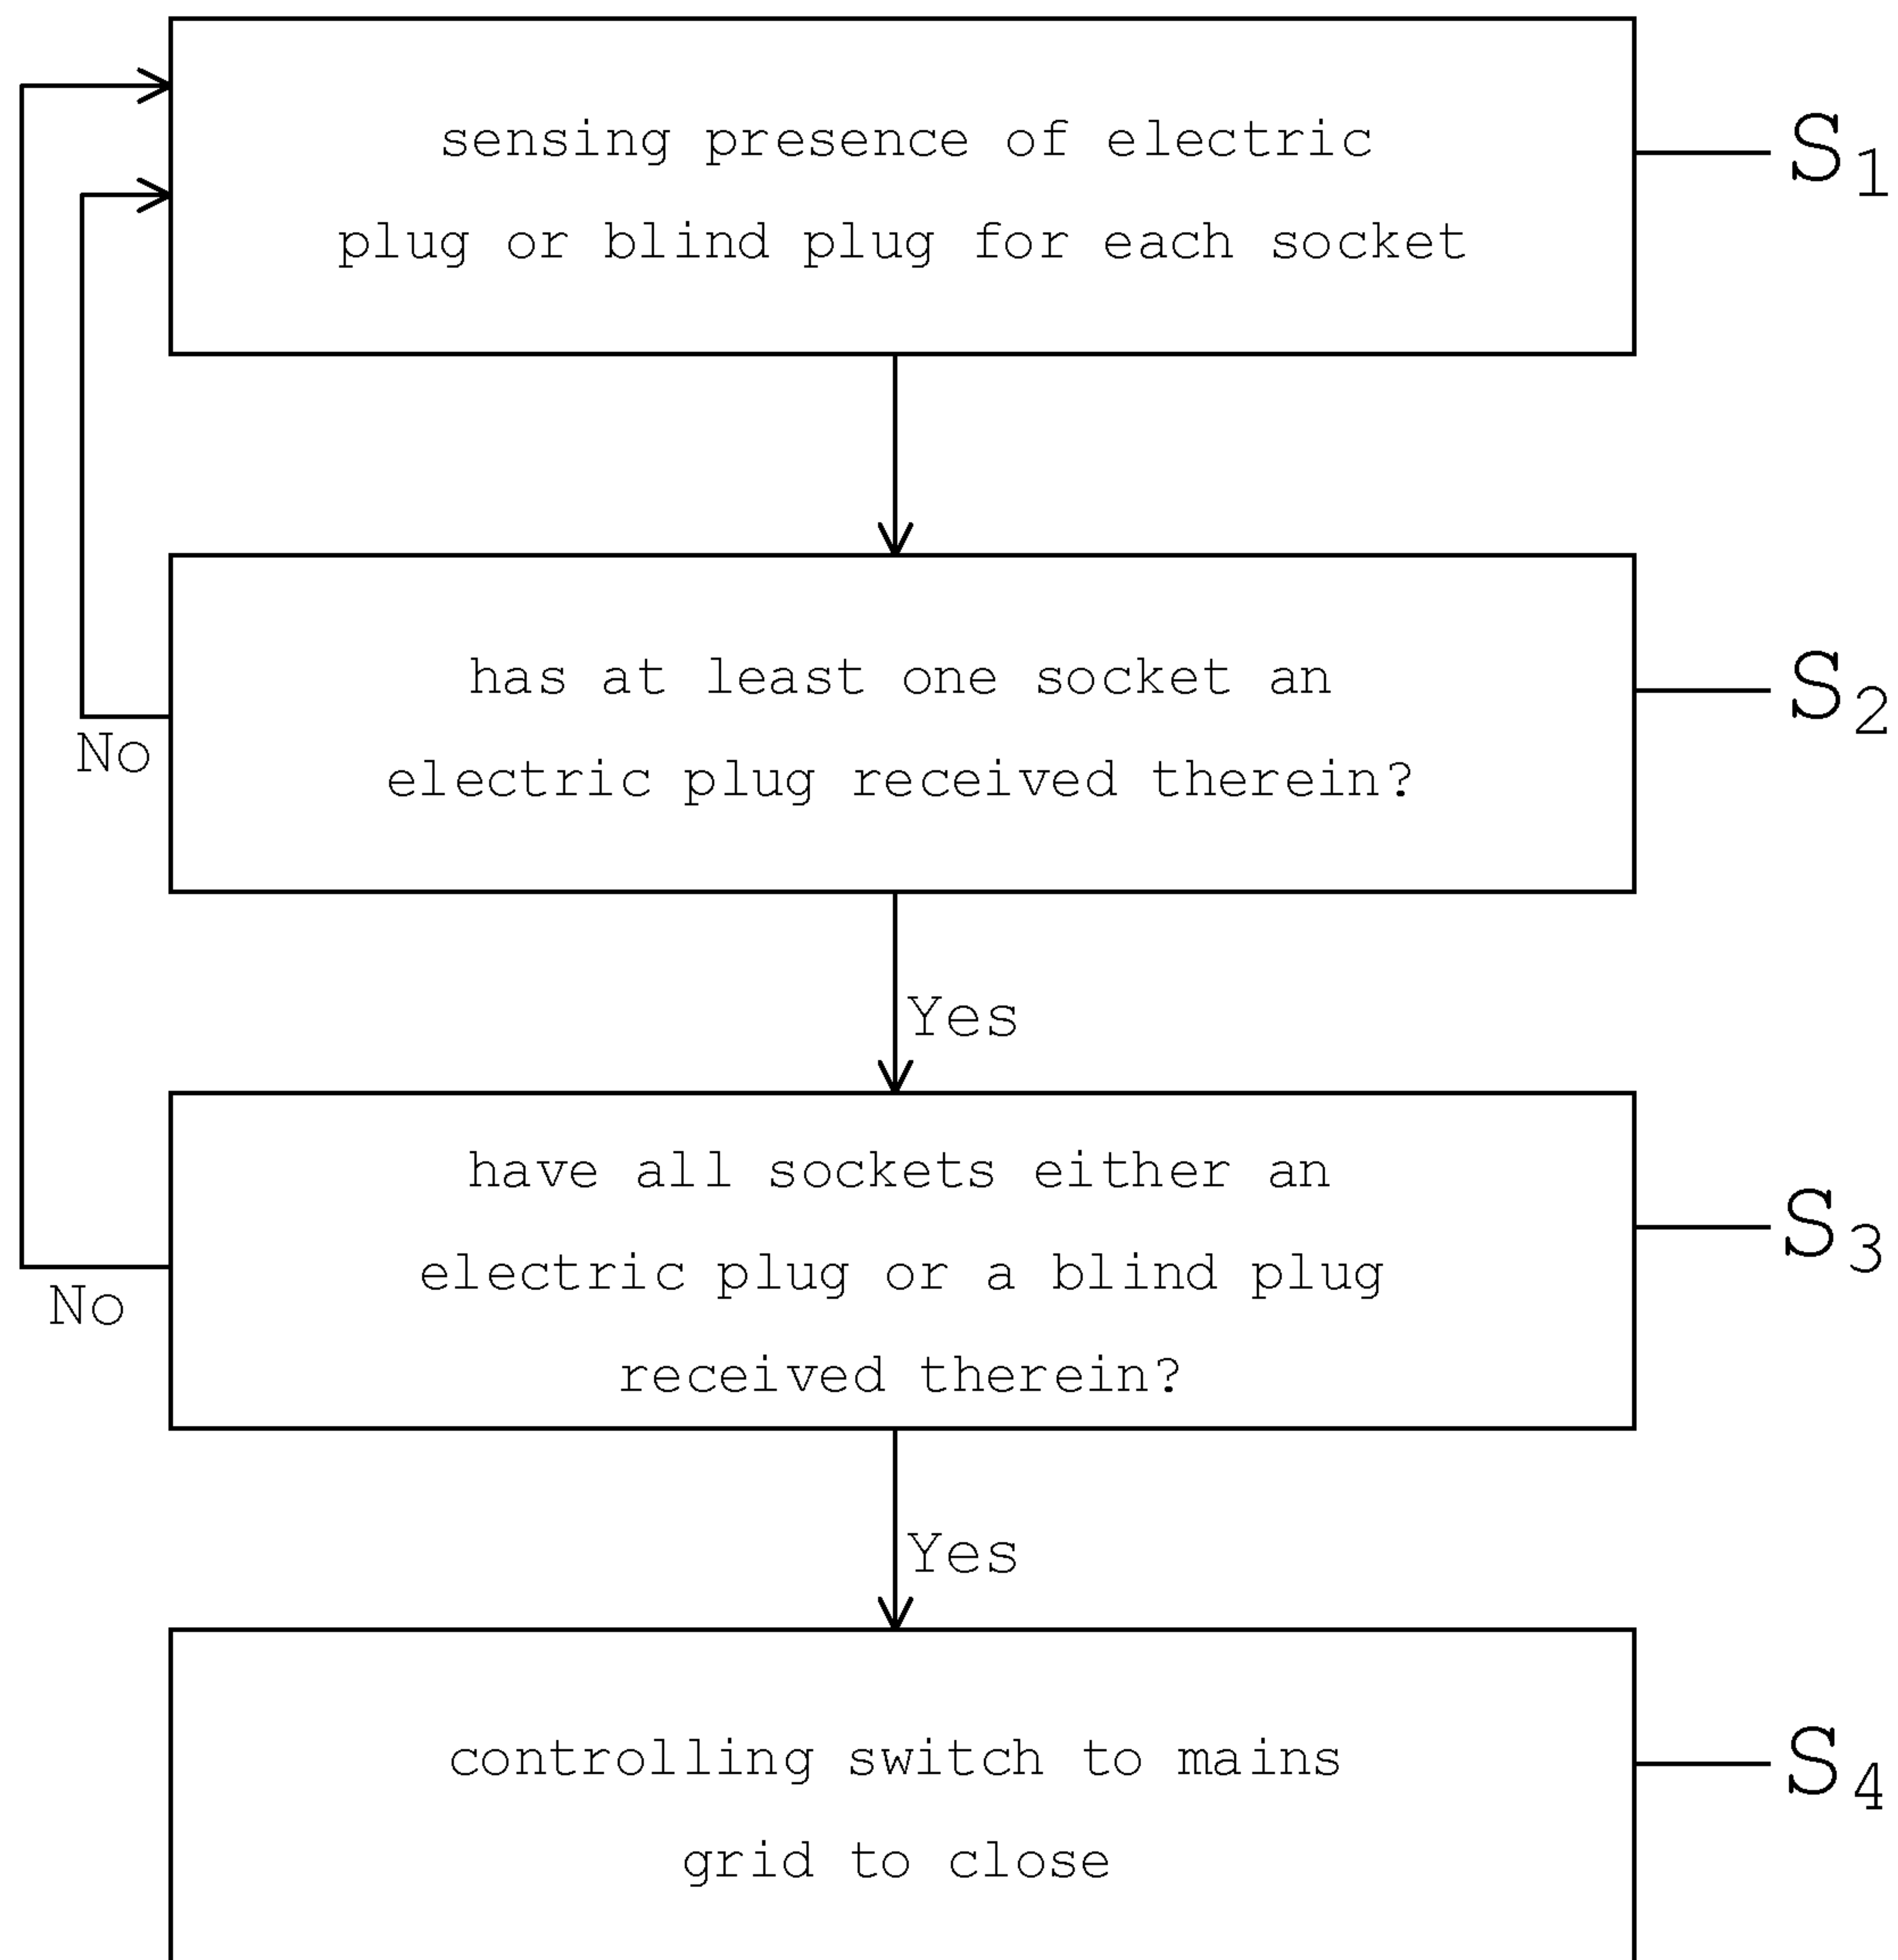 sensing presence of electric
plug or blind plug for each socket
S1
has at least one socket an
electric plug received therein?
S2
No
Yes
have all sockets either an
electric plug or a blind plug
received therein?
S3
No
Yes
controlling switch to mains
grid to close
S4